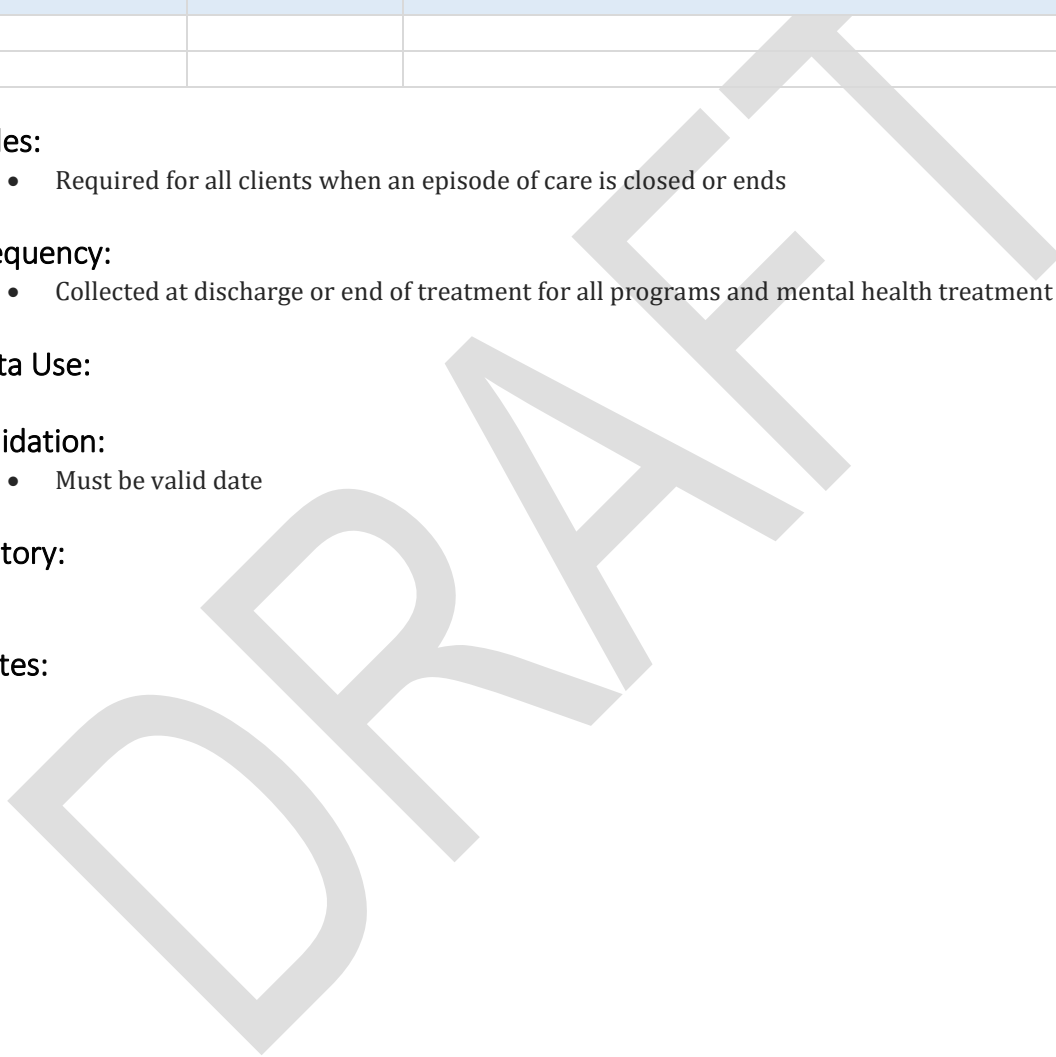 les:
• Required for all clients when an episode of care is closed or ends
equency:
• Collected at discharge or end of treatment for all programs and mental health treatment
ta Use:
idation:
• Must be valid date
tory:
tes:
DRAFT